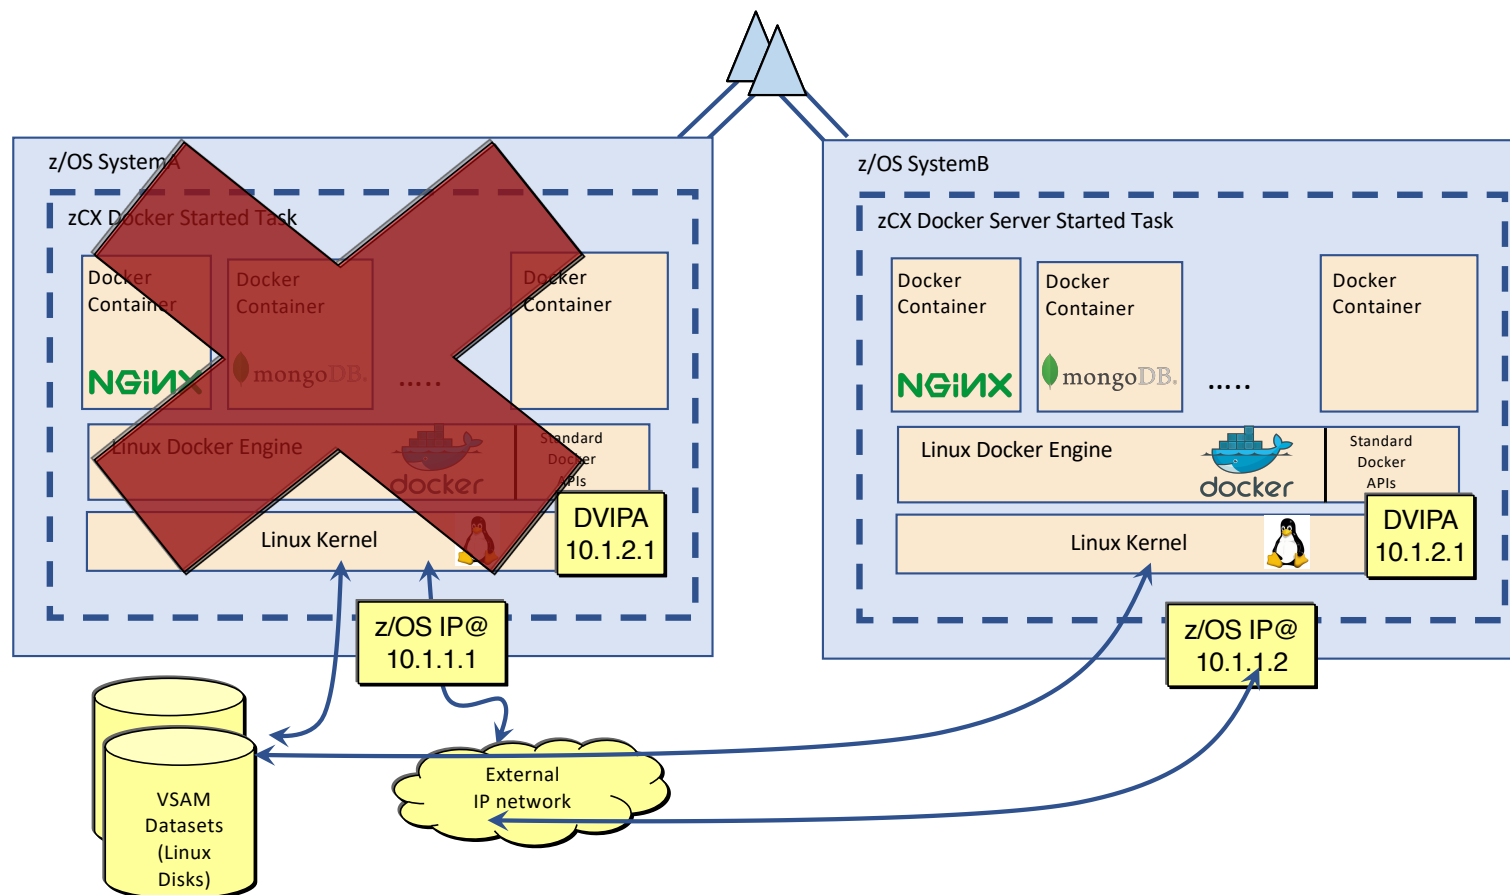 z/OS SystemA
zCX Docker Started Task
Docker
Container
NGiNX
Docker
Container
mongoDB.
.....
Docker
Container
Linux Docker Engine
docker
Standard
Docker
APIs
Linux Kernel
DVIPA
10.1.2.1
z/OS IP@
10.1.1.1
z/OS SystemB
zCX Docker Server Started Task
Docker
Container
NGiNX
Docker
Container
mongoDB.
.....
Docker
Container
Linux Docker Engine
docker
Standard
Docker
APIs
Linux Kernel
DVIPA
10.1.2.1
z/OS IP@
10.1.1.2
VSAM
Datasets
(Linux
Disks)
External
IP network